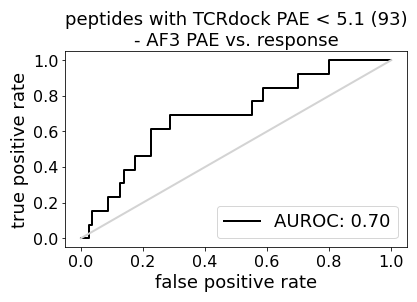 peptides with TCRdock PAE < 5.1 (93)
- AF3 PAE vs. response
true positive rate
1.0
0.8
0.6
0.4
0.2
0.0
AUROC: 0.70
0.0 0.2 0.4 0.6 0.8 1.0
false positive rate